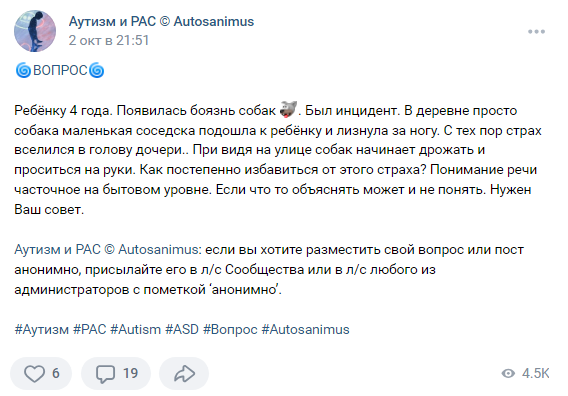 Аутизм и РАС © Autosanimus
2 окт в 21:51
🌀ВОПРОС🌀
Ребёнку 4 года. Появилась боязнь собак 🐺. Был инцидент. В деревне просто
собака маленькая соседска подошла к ребёнку и лизнула за ногу. С тех пор страх
вселился в голову дочери.. При видя на улице собак начинает дрожать и
проситься на руки. Как постепенно избавиться от этого страха? Понимание речи
часточное на бытовом уровне. Если что то объяснять может и не понять. Нужен
Ваш совет.
Аутизм и РАС © Autosanimus: если вы хотите разместить свой вопрос или пост
анонимно, присылайте его в л/с Сообщества или в л/с любого из
администраторов с пометкой ‘анонимно’.
#Аутизм #РАС #Autism #ASD #Вопрос #Autosanimus
6 19 4.5K